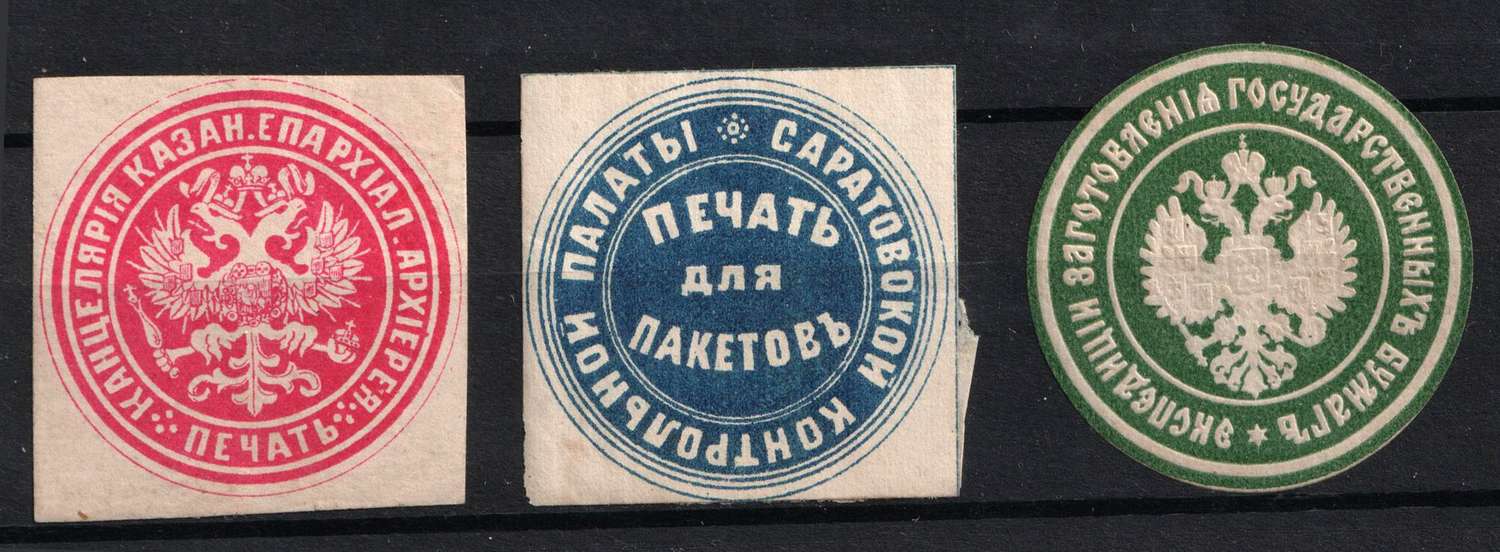 КАНЦЕЛЯРІЯ КАЗАН. ЕПАРХІАЛ. АРХІЕРЕЯ
ПЕЧАТЬ
САРАТОВСКОЙ КОНТРОЛЬНОЙ ПАЛАТЫ
ПЕЧАТЬ
ДЛЯ
ПАКЕТОВЪ
ЭКСПЕДИЦІИ ЗАГОТОВЛЕНІЯ ГОСУДАРСТВЕННЫХЪ БУМАГЪ